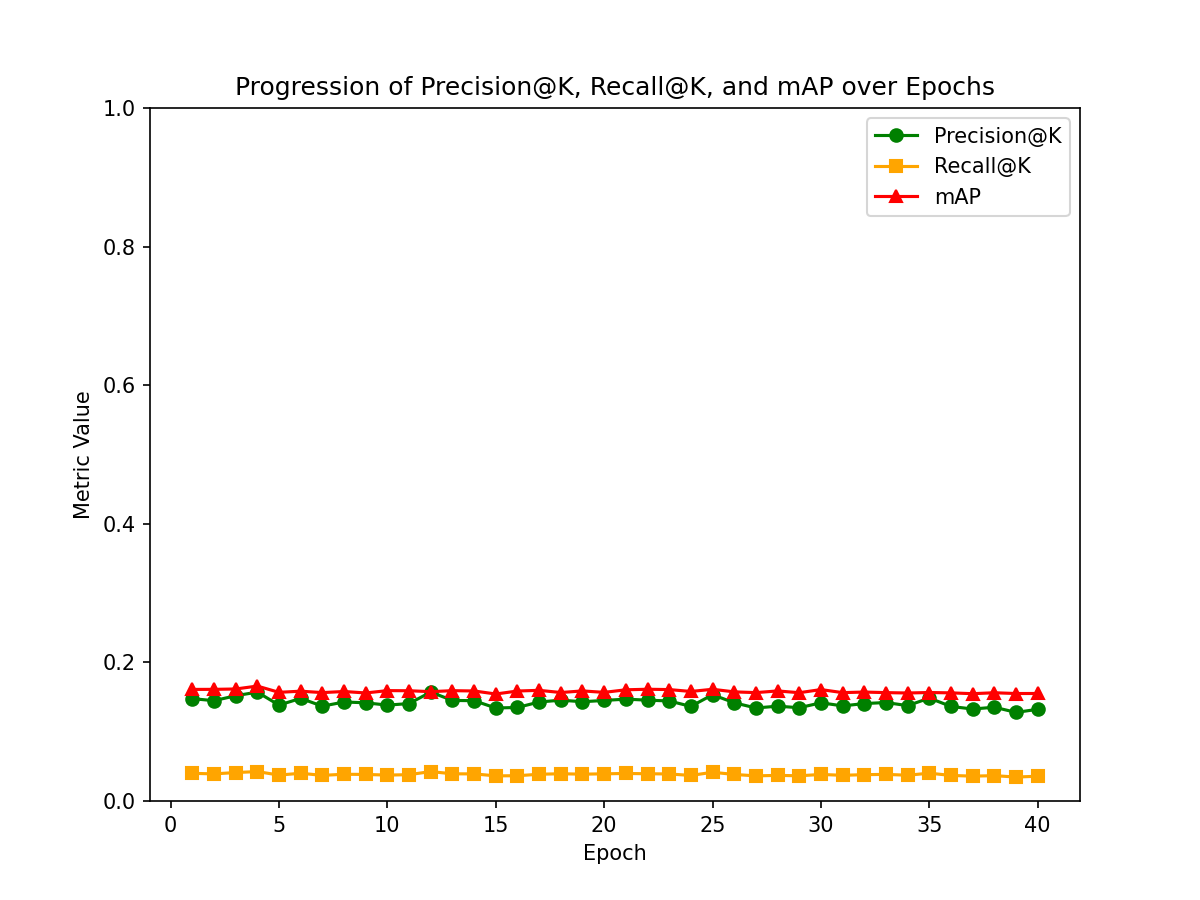 Progression of Precision@K, Recall@K, and mAP over Epochs
Precision@K
Recall@K
mAP
Metric Value
1.0
0.8
0.6
0.4
0.2
0.0
0 5 10 15 20 25 30 35 40
Epoch